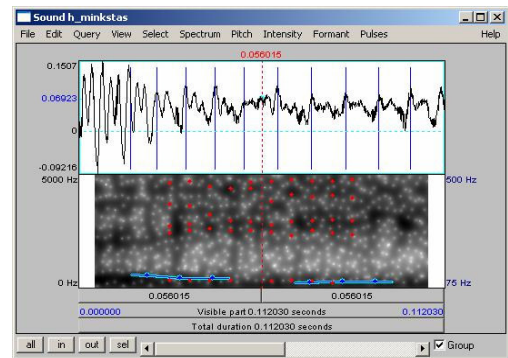 Sound h_minkstas
File Edit Query View Select Spectrum Pitch Intensity Formant Pulses Help
0.056015
0.1507
0.06923
0
-0.09216
5000 Hz 500 Hz
0 Hz 75 Hz
0.056015 0.056015
0.000000 Visible part 0.112030 seconds 0.112030
Total duration 0.112030 seconds
all in out sel Group